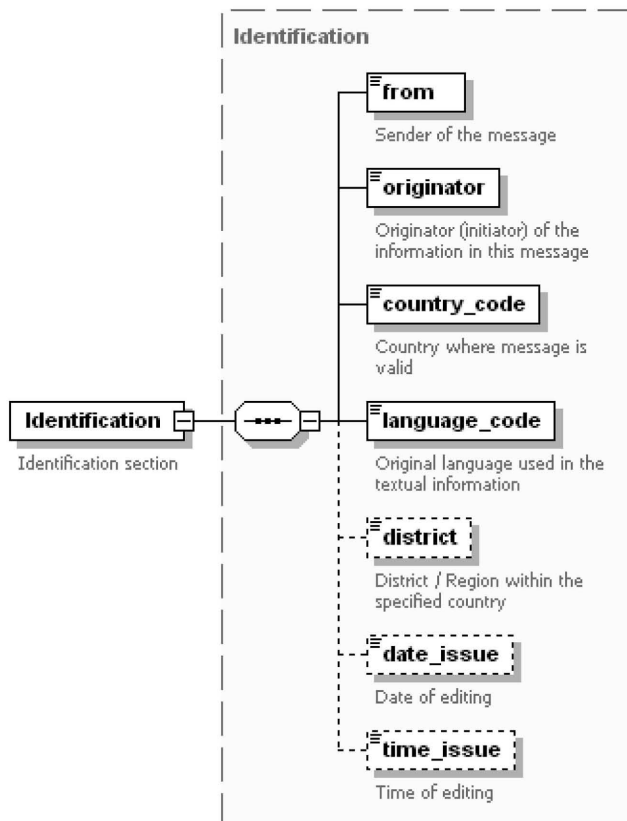 Identification
from
Sender of the message
originator
Originator (initiator) of the
information in this message
country_code
Country where message is
valid
Identification
Identification section
language_code
Original language used in the
textual information
district
District / Region within the
specified country
date_issue
Date of editing
time_issue
Time of editing